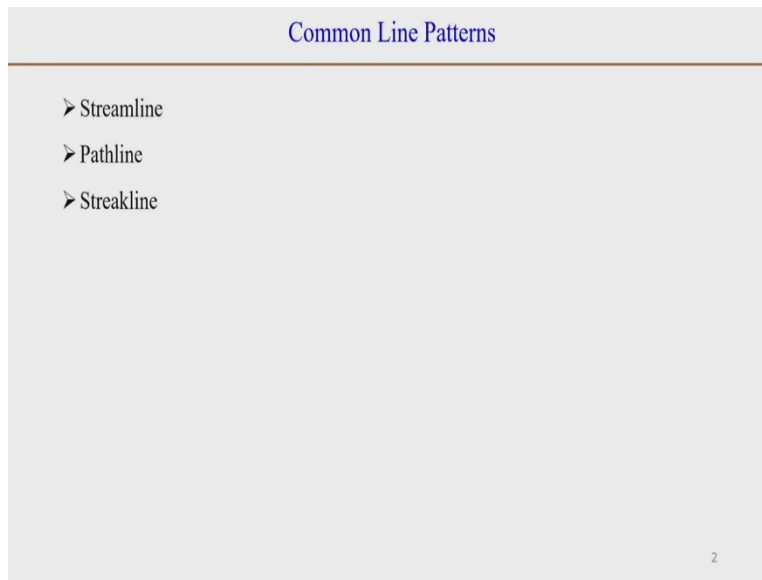 Common Line Patterns
➢ Streamline
➢ Pathline
➢ Streakline
2